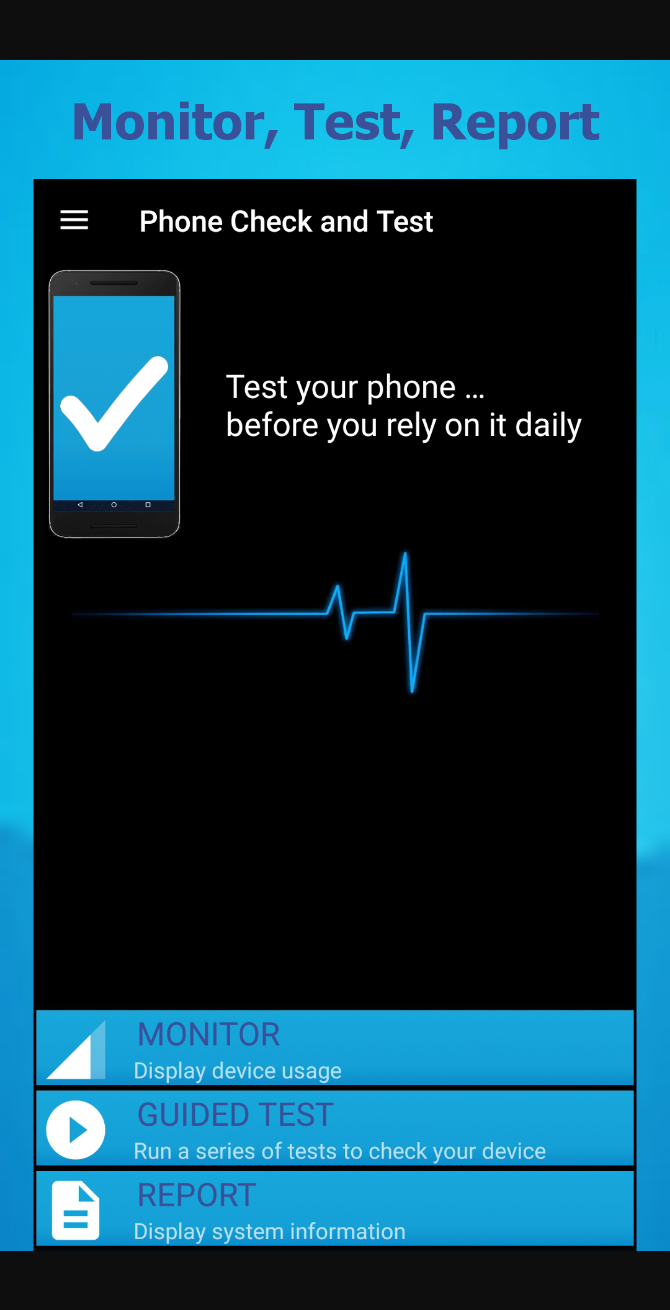 Monitor, Test, Report
Phone Check and Test
Test your phone ...
before you rely on it daily
MONITOR
Display device usage
GUIDED TEST
Run a series of tests to check your device
REPORT
Display system information